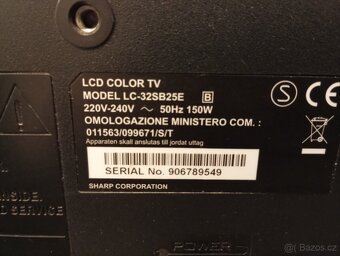 LCD COLOR TV
MODEL LC-32SB25E B
220V-240V ~ 50Hz 150W
OMOLOGAZIONE MINISTERO COM. :
011563/099671/S/T
Apparaten skall anslutas till jordat uttag
SERIAL No. 906789549
SHARP CORPORATION
S
INSIDE.
D SERVICE
POWER
bazos.cz